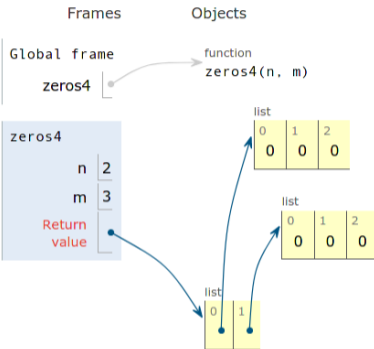 Frames Objects
Global frame
zeros4
function
zeros4(n, m)
list
0 1 2
0 0 0
zeros4
n 2
m 3
Return
value
list
0 1 2
0 0 0
list
0 1